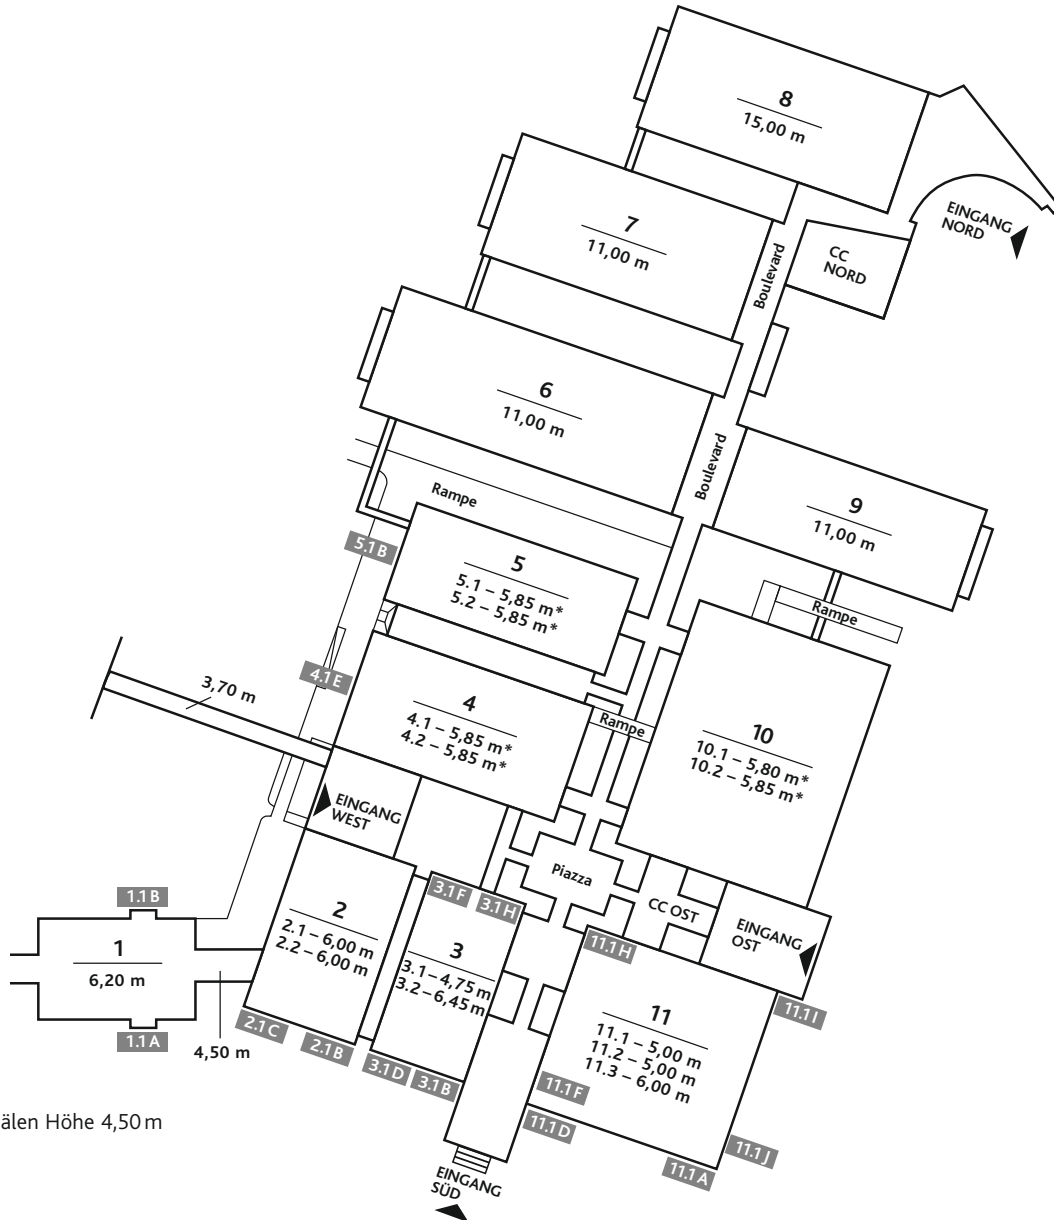 8
15,00 m
7
11,00 m
EINGANG
NORD
CC
NORD
Boulevard
6
11,00 m
Boulevard
Rampe
9
11,00 m
5.1 B
5
5.1 – 5,85 m*
5.2 – 5,85 m*
Rampe
4.1 E
3,70 m
4
4.1 – 5,85 m*
4.2 – 5,85 m*
Rampe
10
10.1 – 5,80 m*
10.2 – 5,85 m*
EINGANG
WEST
Piazza
3.1 F
3.1 H
1.1 B
CC OST
EINGANG
OST
2
2.1 – 6,00 m
2.2 – 6,00 m
1
6,20 m
3
3.1 – 4,75 m
3.2 – 6,45 m
11.1 H
11.1 I
11
11.1 – 5,00 m
11.2 – 5,00 m
11.3 – 6,00 m
2.1 C
2.1 B
1.1 A
4,50 m
3.1 D
3.1 B
11.1 F
11.1 D
älen Höhe 4,50 m
11.1 J
11.1 A
EINGANG
SÜD